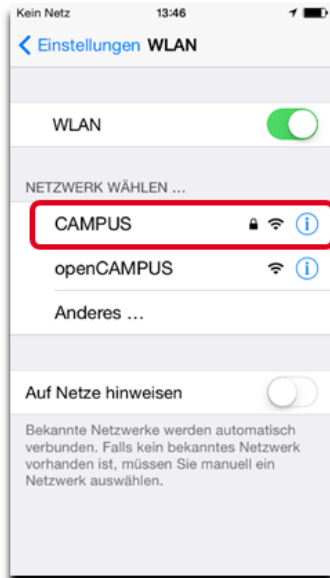 Kein Netz 13:46
Einstellungen WLAN
WLAN
NETZWERK WÄHLEN ...
CAMPUS
openCAMPUS
Anderes ...
Auf Netze hinweisen
Bekannte Netzwerke werden automatisch
verbunden. Falls kein bekanntes Netzwerk
vorhanden ist, müssen Sie manuell ein
Netzwerk auswählen.